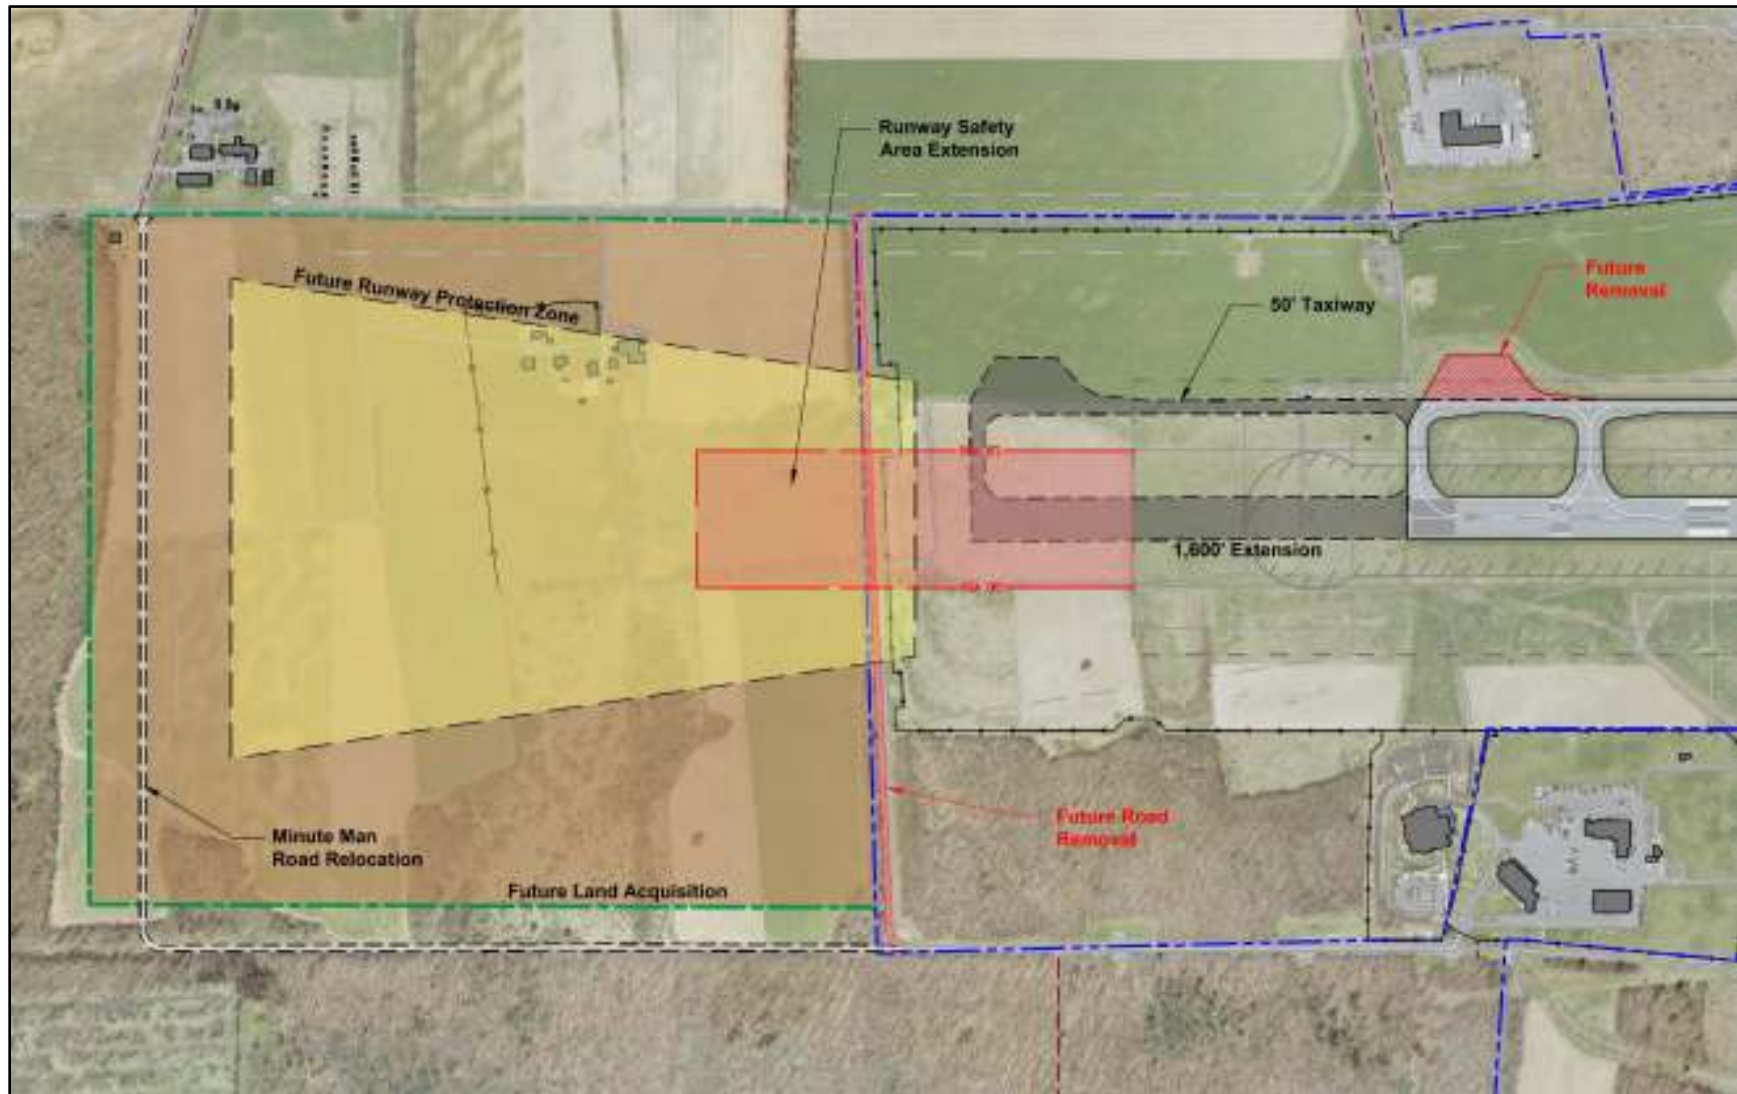 Runway Safety
Area Extension
Future Runway Protection Zone
50' Taxiway
Future
Removal
1,600' Extension
Minute Man
Road Relocation
Future Land Acquisition
Future Road
Removal